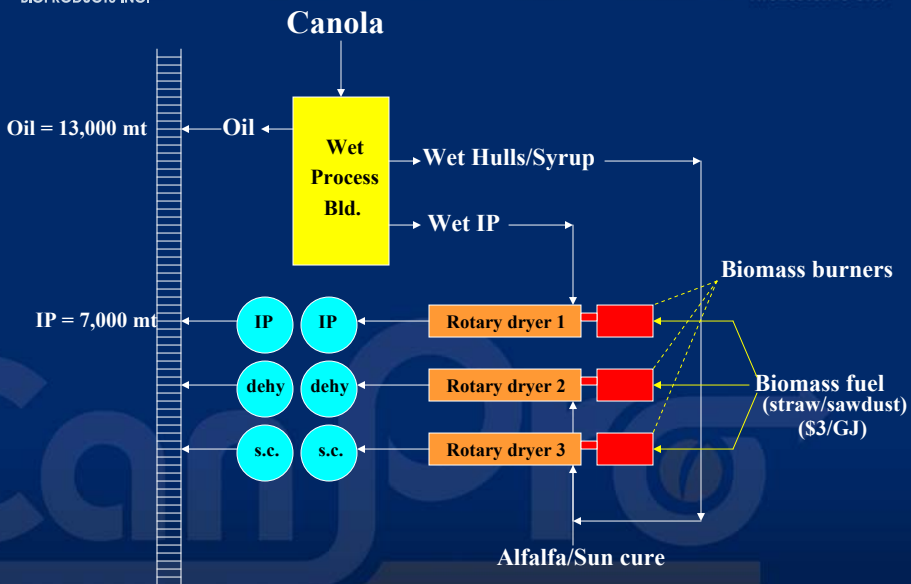 Canola
Oil = 13,000 mt
Oil
Wet
Process
Bld.
Wet Hulls/Syrup
Wet IP
Biomass burners
IP = 7,000 mt
IP
IP
Rotary dryer 1
dehy
dehy
Rotary dryer 2
Biomass fuel
(straw/sawdust)
($3/GJ)
s.c.
s.c.
Rotary dryer 3
Alfalfa/Sun cure
CanPro